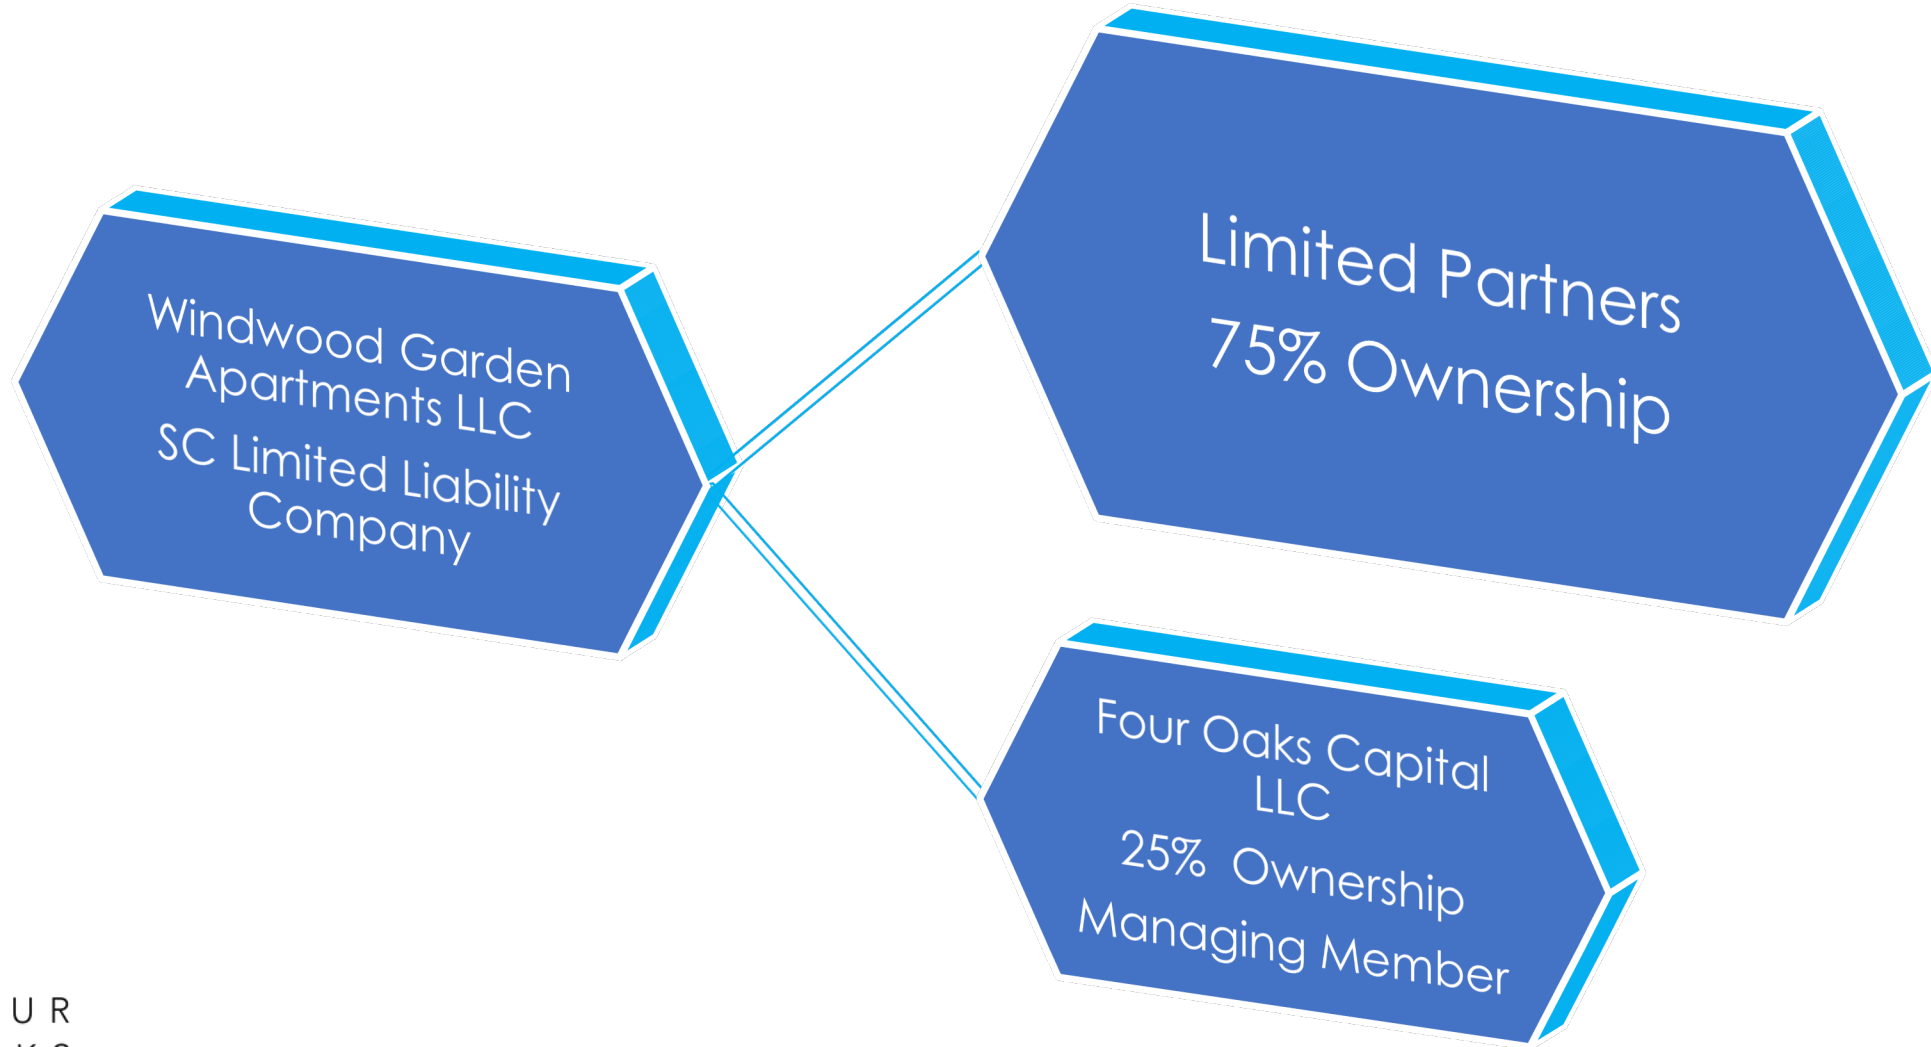 Windwood Garden
Apartments LLC
SC Limited Liability
Company
Limited Partners
75% Ownership
Four Oaks Capital
LLC
25% Ownership
Managing Member
U R